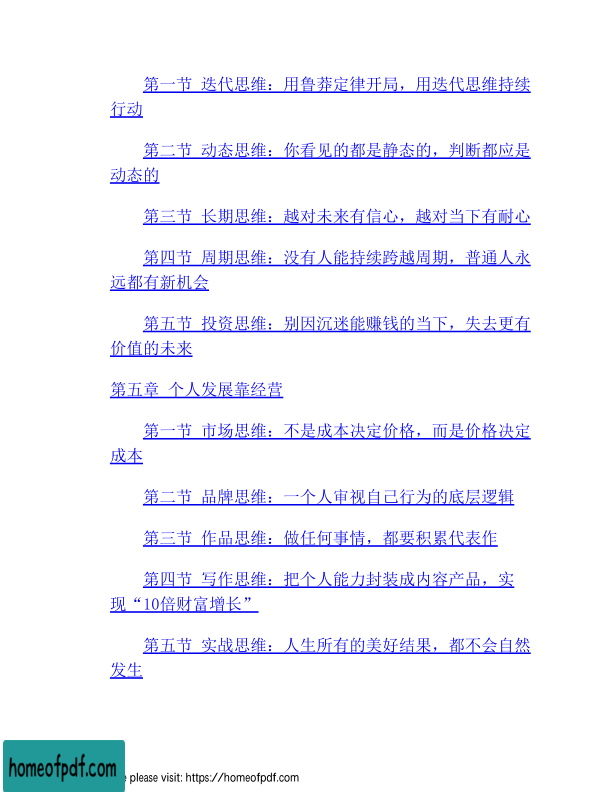 第一节 迭代思维：用鲁莽定律开局，用迭代思维持续
行动
第二节 动态思维：你看见的都是静态的，判断都应是
动态的
第三节 长期思维：越对未来有信心，越对当下有耐心
第四节 周期思维：没有人能持续跨越周期，普通人永
远都有新机会
第五节 投资思维：别因沉迷能赚钱的当下，失去更有
价值的未来
第五章 个人发展靠经营
第一节 市场思维：不是成本决定价格，而是价格决定
成本
第二节 品牌思维：一个人审视自己行为的底层逻辑
第三节 作品思维：做任何事情，都要积累代表作
第四节 写作思维：把个人能力封装成内容产品，实
现“10倍财富增长”
第五节 实战思维：人生所有的美好结果，都不会自然
发生
homeofpdf.com
please visit: https://homeofpdf.com